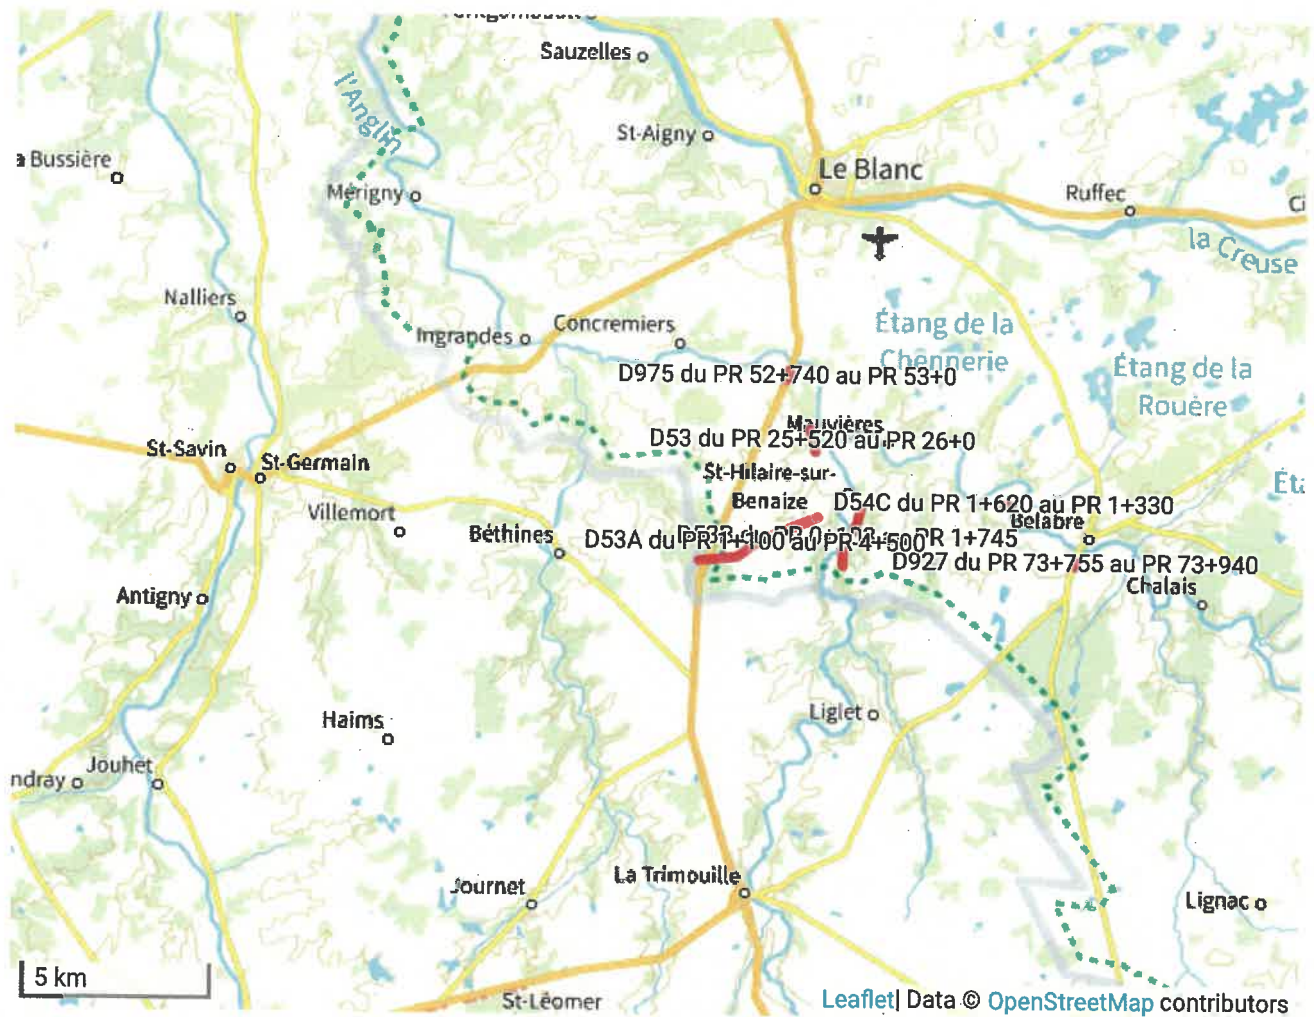 Sauzelles
l'Anglin
St-Aigny
Bussière
Le Blanc
Mérigny
Ruffec
Ci
la Creuse
Nalliers
Ingrandes
Concremiers
Étang de la
Chennerie
Étang de la
Rouère
D975 du PR 52+740 au PR 53+0
Mauvières
D53 du PR 25+520 au PR 26+0
St-Savin
St-Germain
St-Hilaire-sur-
Benaize
Villemort
Béthines
D54C du PR 1+620 au PR 1+330
Bélâbre
D53A du PR 1+100 au PR 4+500
PR 1+745
D927 du PR 73+755 au PR 73+940
Chalais
Antigny
Haims
Liglet
Jouhet
ndray
La Trimouille
Journet
Lignac
5 km
St-Léomer
Leaflet | Data © OpenStreetMap contributors